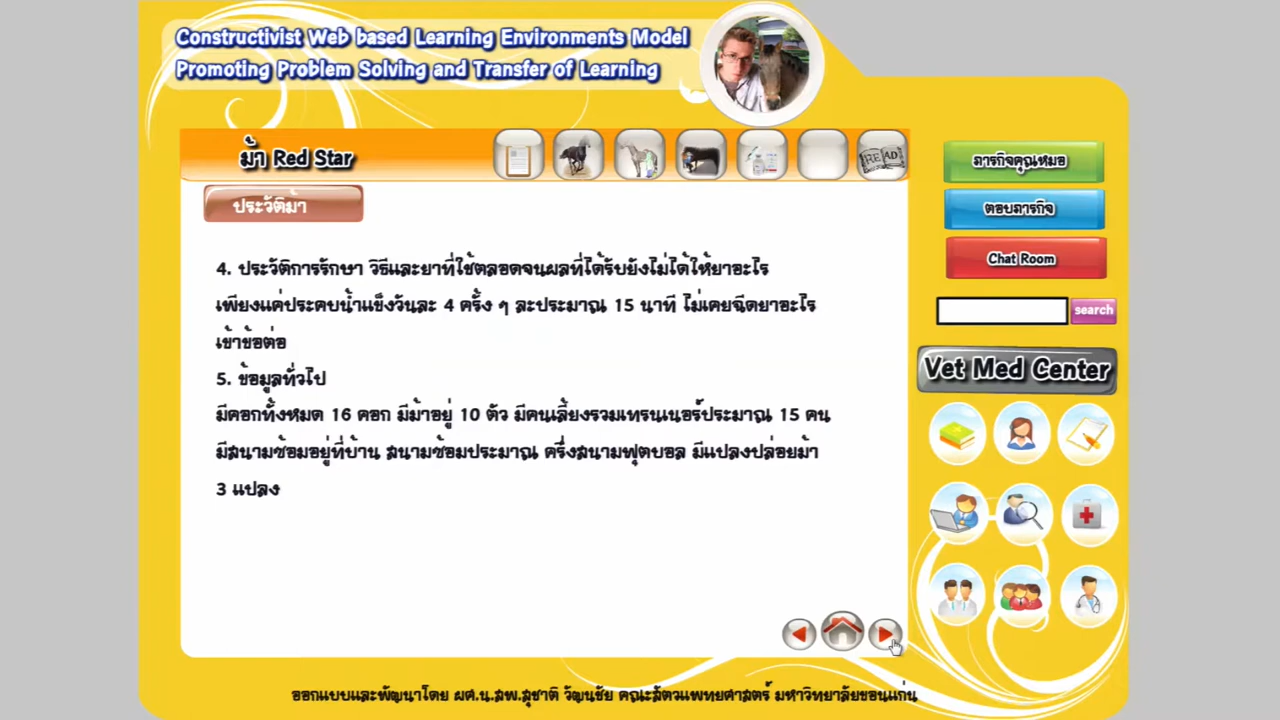 Constructivist Web based Learning Environments Model
Promoting Problem Solving and Transfer of Learning
ม้า Red Star
READ
ประวัติม้า
4. ประวัติการรักษา วิธีและยาที่ใช้ตลอดจนผลที่ได้รับยังไม่ได้ให้ยาอะไร
เพียงแค่ประคบน้ำแข็งวันละ 4 ครั้ง ๆ ละประมาณ 15 นาที ไม่เคยฉีดยาอะไร
เข้าข้อต่อ
5. ข้อมูลทั่วไป
มีคอกทั้งหมด 16 คอก มีม้าอยู่ 10 ตัว มีคนเลี้ยงรวมเทรนเนอร์ประมาณ 15 คน
มีสนามซ้อมอยู่ที่บ้าน สนามซ้อมประมาณ ครึ่งสนามฟุตบอล มีแปลงปล่อยม้า
3 แปลง
ภารกิจคุณหมอ
ตอบภารกิจ
Chat Room
search
Vet Med Center
ออกแบบและพัฒนาโดย ผศ.น.สพ.สุชาติ วัฒนชัย คณะสัตวแพทยศาสตร์ มหาวิทยาลัยขอนแก่น